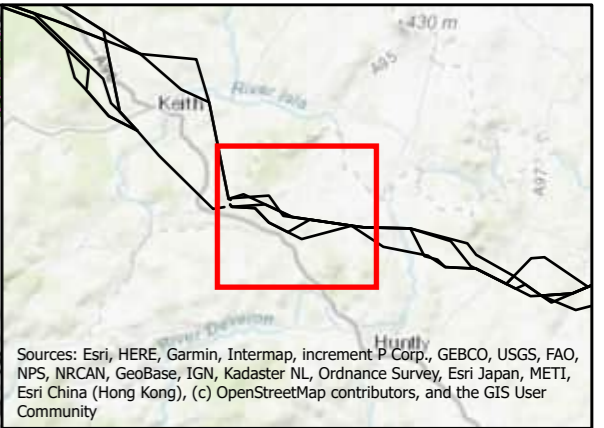 430 m
A95
Keith
River Isla
A97
River Deveron
Huntly
Sources: Esri, HERE, Garmin, Intermap, increment P Corp., GEBCO, USGS, FAO,
NPS, NRCAN, GeoBase, IGN, Kadaster NL, Ordnance Survey, Esri Japan, METI,
Esri China (Hong Kong), (c) OpenStreetMap contributors, and the GIS User
Community